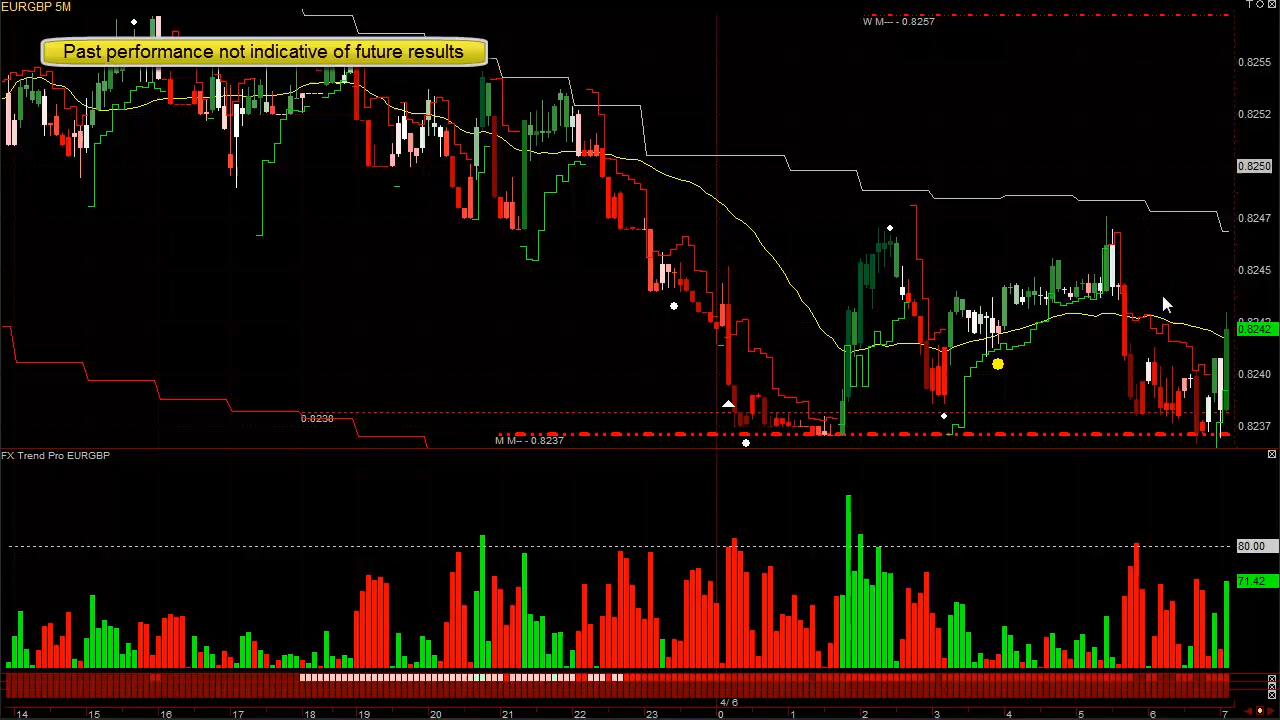 EURGBP 5M
Past performance not indicative of future results
W M--- - 0.8257
0.8255
0.8252
0.8250
0.8247
0.8245
0.8242
0.8240
0.8238
0.8237
M M-- - 0.8237
FX Trend Pro EURGBP
80.00
71.42
4/ 6
14 15 16 17 18 19 20 21 22 23 0 1 2 3 4 5 6 7